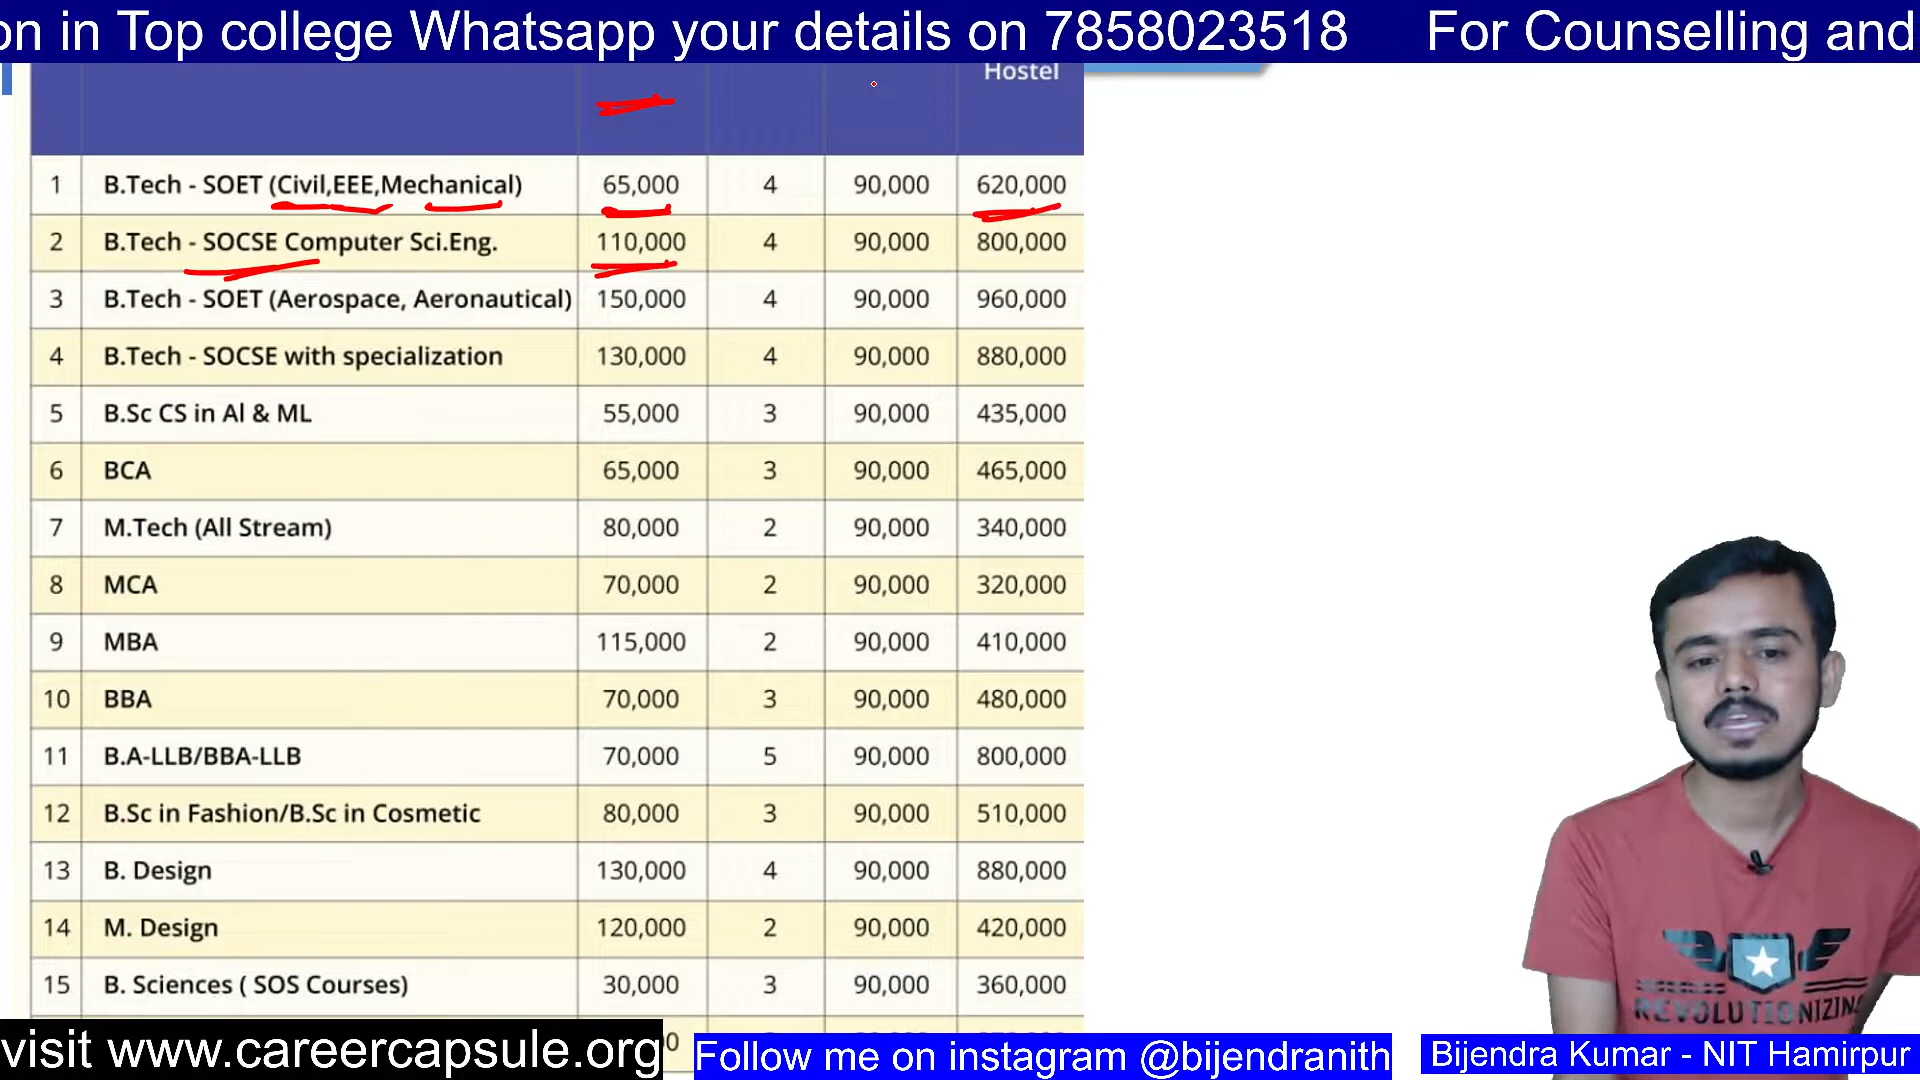 on in Top college Whatsapp your details on 7858023518 For Counselling and
Hostel
1 B.Tech - SOET (Civil,EEE,Mechanical) 65,000 4 90,000 620,000
2 B.Tech - SOCSE Computer Sci.Eng. 110,000 4 90,000 800,000
3 B.Tech - SOET (Aerospace, Aeronautical) 150,000 4 90,000 960,000
4 B.Tech - SOCSE with specialization 130,000 4 90,000 880,000
5 B.Sc CS in Al & ML 55,000 3 90,000 435,000
6 BCA 65,000 3 90,000 465,000
7 M.Tech (All Stream) 80,000 2 90,000 340,000
8 MCA 70,000 2 90,000 320,000
9 MBA 115,000 2 90,000 410,000
10 BBA 70,000 3 90,000 480,000
11 B.A-LLB/BBA-LLB 70,000 5 90,000 800,000
12 B.Sc in Fashion/B.Sc in Cosmetic 80,000 3 90,000 510,000
13 B. Design 130,000 4 90,000 880,000
14 M. Design 120,000 2 90,000 420,000
15 B. Sciences ( SOS Courses) 30,000 3 90,000 360,000
REVOLUTIONIZING
visit www.careercapsule.org
Follow me on instagram @bijendranith
Bijendra Kumar - NIT Hamirpur